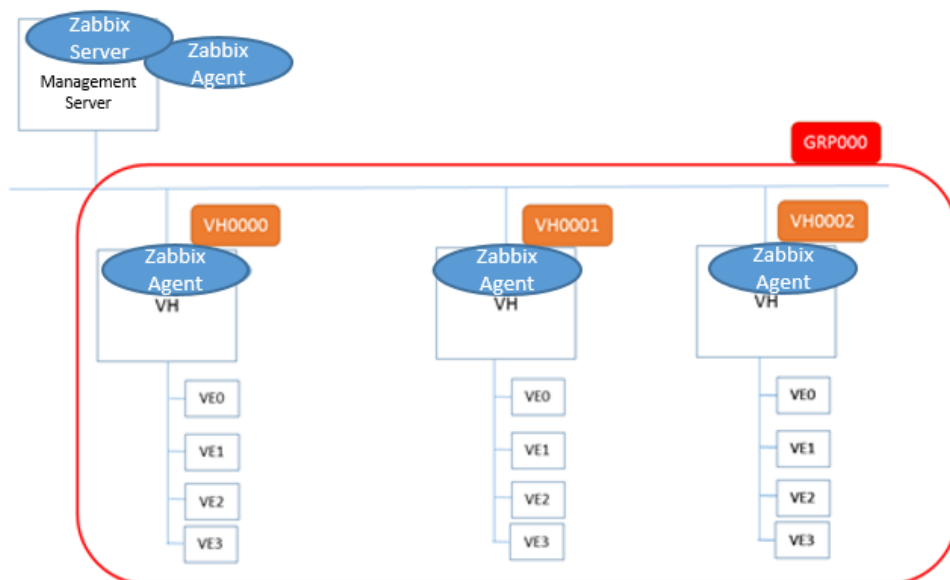 Zabbix
Server
Zabbix
Agent
Management
Server
GRP000
VH0000
VH0001
VH0002
Zabbix
Agent
VH
Zabbix
Agent
VH
Zabbix
Agent
VH
VE0
VE1
VE2
VE3
VE0
VE1
VE2
VE3
VE0
VE1
VE2
VE3